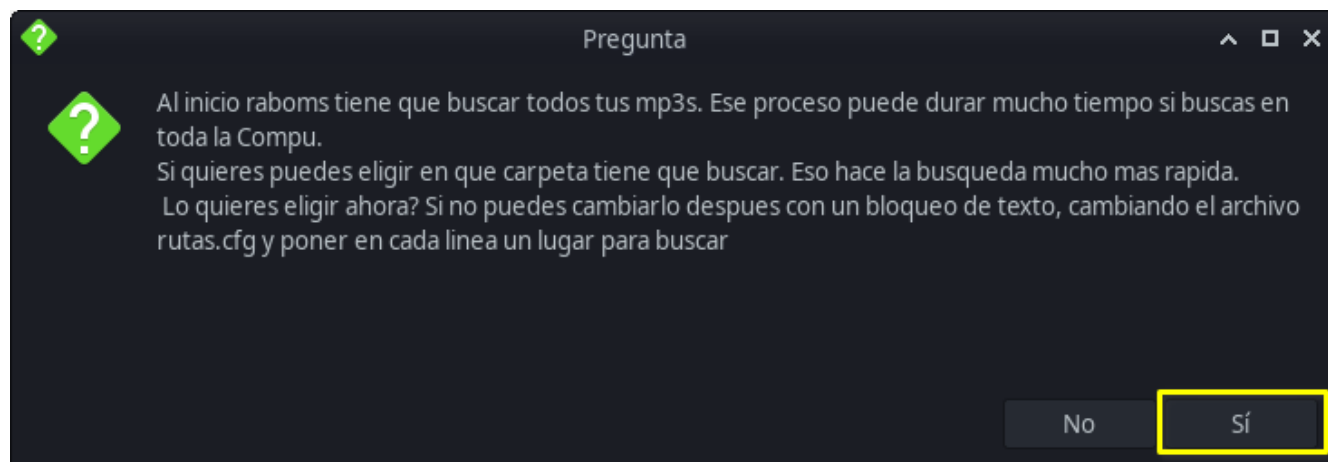 Pregunta
Al inicio raboms tiene que buscar todos tus mp3s. Ese proceso puede durar mucho tiempo si buscas en
toda la Compu.
Si quieres puedes eligir en que carpeta tiene que buscar. Eso hace la busqueda mucho mas rapida.
Lo quieres eligir ahora? Si no puedes cambiarlo despues con un bloqueo de texto, cambiando el archivo
rutas.cfg y poner en cada linea un lugar para buscar
No
Sí